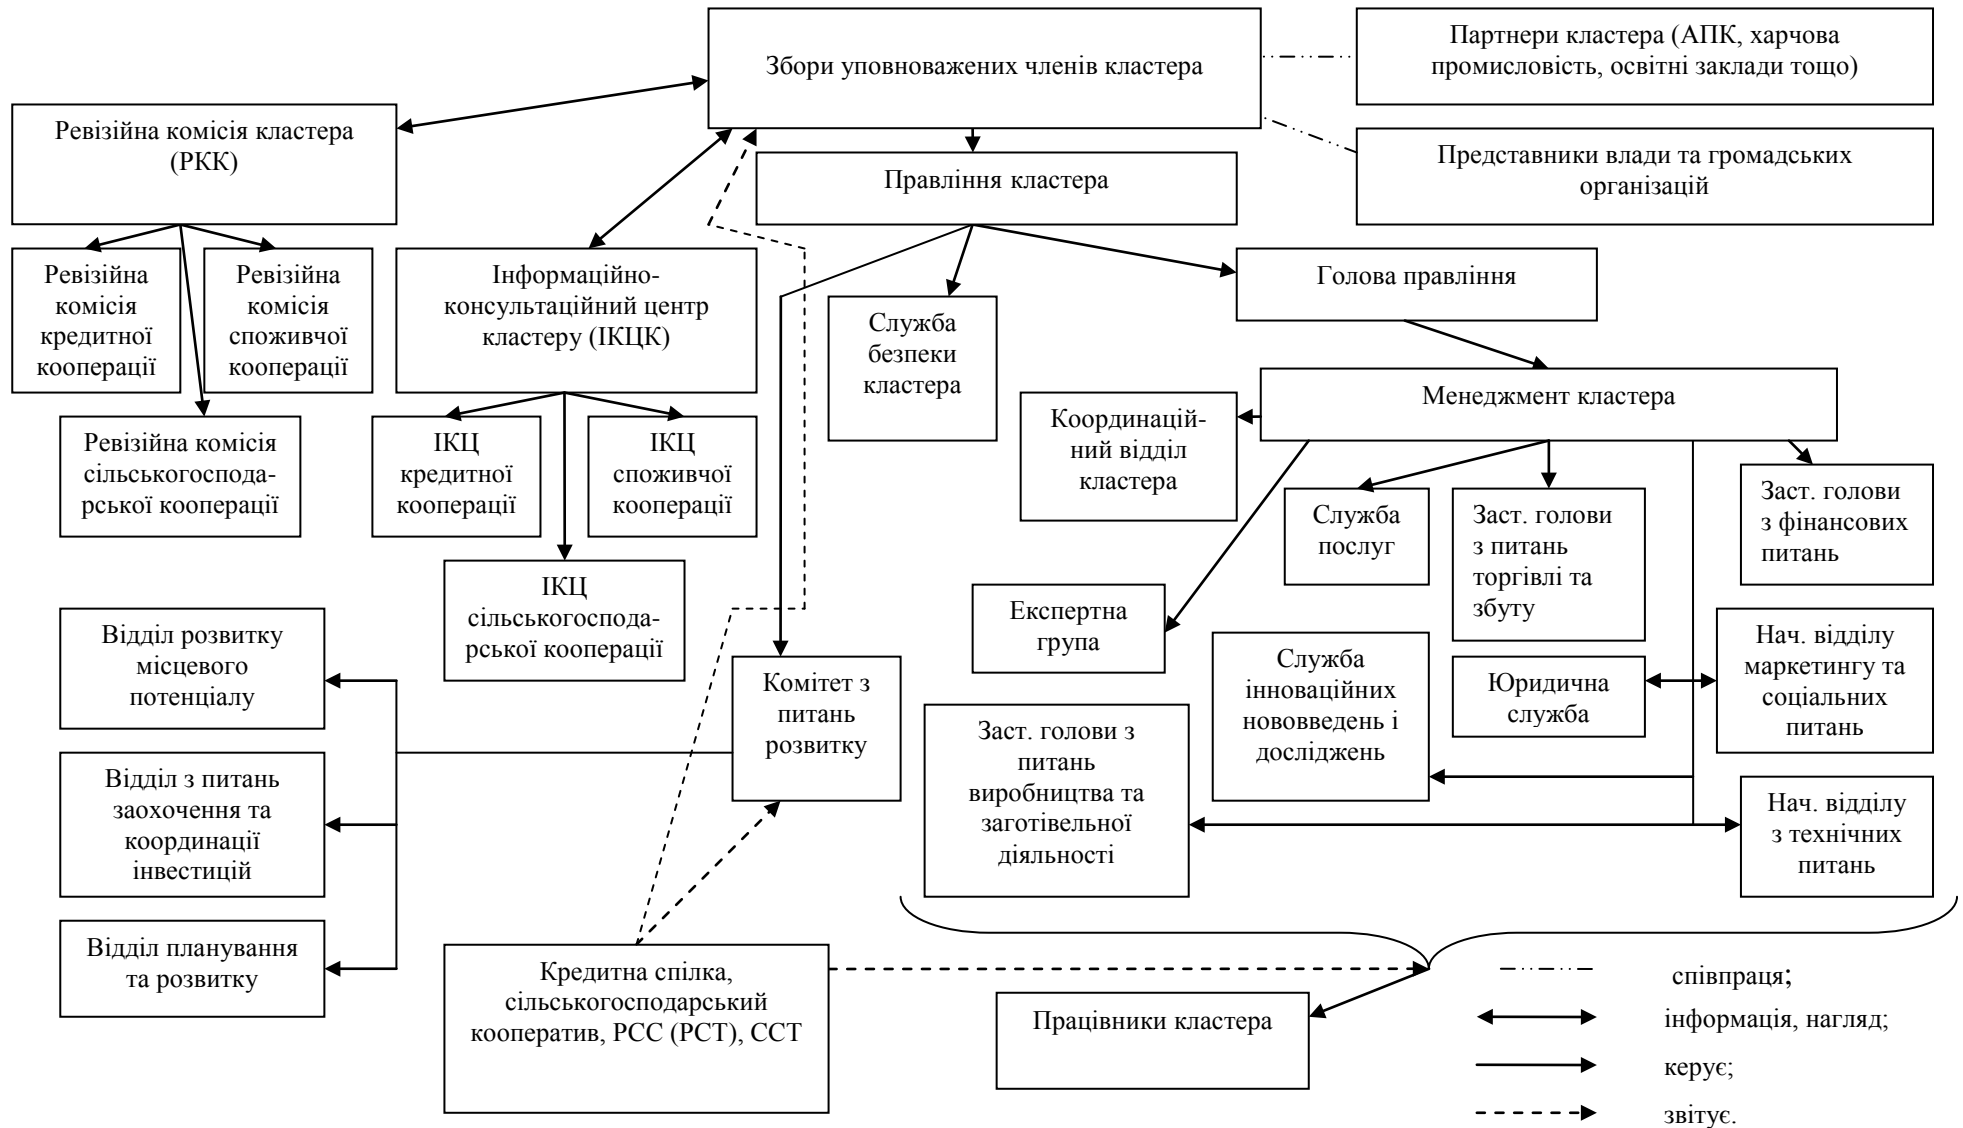 Збори уповноважених членів кластера
Партнери кластера (АПК, харчова
промисловість, освітні заклади тощо)
Ревізійна комісія кластера
(РКК)
Представники влади та громадських
організацій
Правління кластера
Ревізійна
комісія
кредитної
кооперації
Ревізійна
комісія
споживчої
кооперації
Інформаційно-
консультаційний центр
кластеру (ІКЦК)
Служба
безпеки
кластера
Голова правління
Менеджмент кластера
Ревізійна комісія
сільськогоспода-
рської кооперації
ІКЦ
кредитної
кооперації
ІКЦ
споживчої
кооперації
Координацій-
ний відділ
кластера
Служба
послуг
Заст. голови
з питань
торгівлі та
збуту
Заст. голови
з фінансових
питань
ІКЦ
сільськогоспода-
рської кооперації
Експертна
група
Відділ розвитку
місцевого
потенціалу
Комітет з
питань
розвитку
Служба
інноваційних
нововведень і
досліджень
Юридична
служба
Нач. відділу
маркетингу та
соціальних
питань
Заст. голови з
питань
виробництва та
заготівельної
діяльності
Відділ з питань
заохочення та
координації
інвестицій
Нач. відділу
з технічних
питань
Відділ планування
та розвитку
Кредитна спілка,
сільськогосподарський
кооператив, РСС (РСТ), ССТ
Працівники кластера
співпраця;
інформація, нагляд;
керує;
звітує.